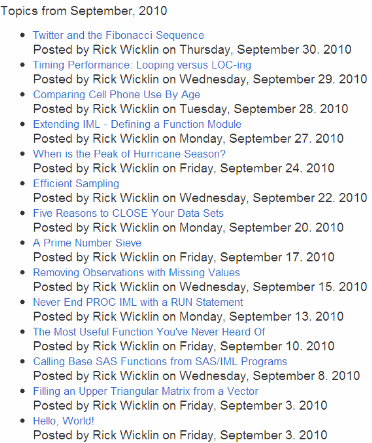 Topics from September, 2010
Twitter and the Fibonacci Sequence
Posted by Rick Wicklin on Thursday, September 30. 2010
Timing Performance: Looping versus LOC-ing
Posted by Rick Wicklin on Wednesday, September 29. 2010
Comparing Cell Phone Use By Age
Posted by Rick Wicklin on Tuesday, September 28. 2010
Extending IML - Defining a Function Module
Posted by Rick Wicklin on Monday, September 27. 2010
When is the Peak of Hurricane Season?
Posted by Rick Wicklin on Friday, September 24. 2010
Efficient Sampling
Posted by Rick Wicklin on Wednesday, September 22. 2010
Five Reasons to CLOSE Your Data Sets
Posted by Rick Wicklin on Monday, September 20. 2010
A Prime Number Sieve
Posted by Rick Wicklin on Friday, September 17. 2010
Removing Observations with Missing Values
Posted by Rick Wicklin on Wednesday, September 15. 2010
Never End PROC IML with a RUN Statement
Posted by Rick Wicklin on Monday, September 13. 2010
The Most Useful Function You've Never Heard Of
Posted by Rick Wicklin on Friday, September 10. 2010
Calling Base SAS Functions from SAS/IML Programs
Posted by Rick Wicklin on Wednesday, September 8. 2010
Filling an Upper Triangular Matrix from a Vector
Posted by Rick Wicklin on Friday, September 3. 2010
Hello, World!
Posted by Rick Wicklin on Friday, September 3. 2010